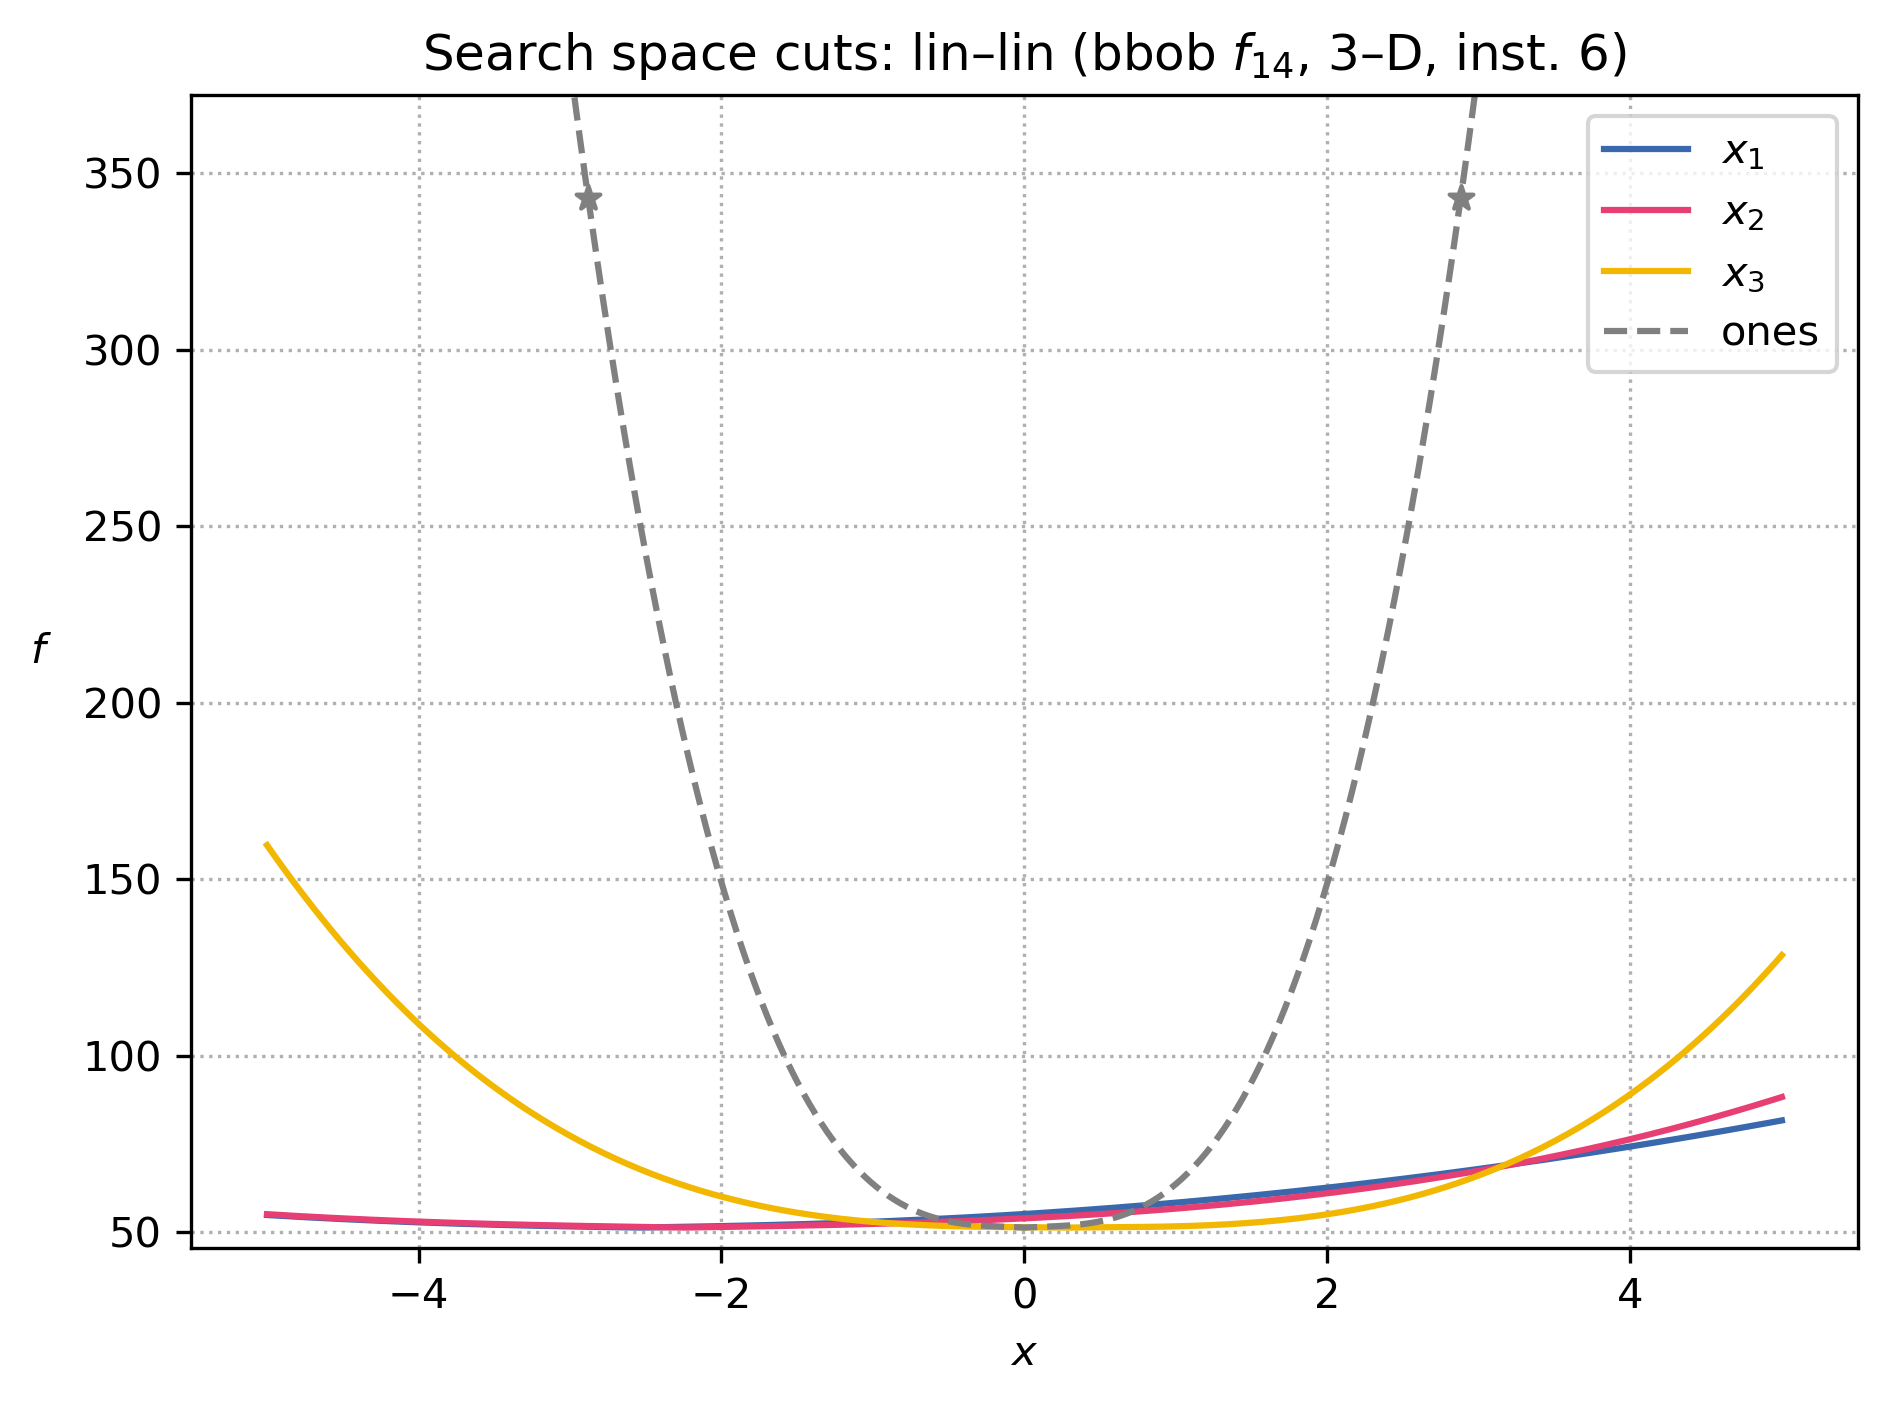 Search space cuts: lin–lin (bbob f14, 3–D, inst. 6)
x1
x2
x3
ones
f
350
300
250
200
150
100
50
−4 −2 0 2 4
x